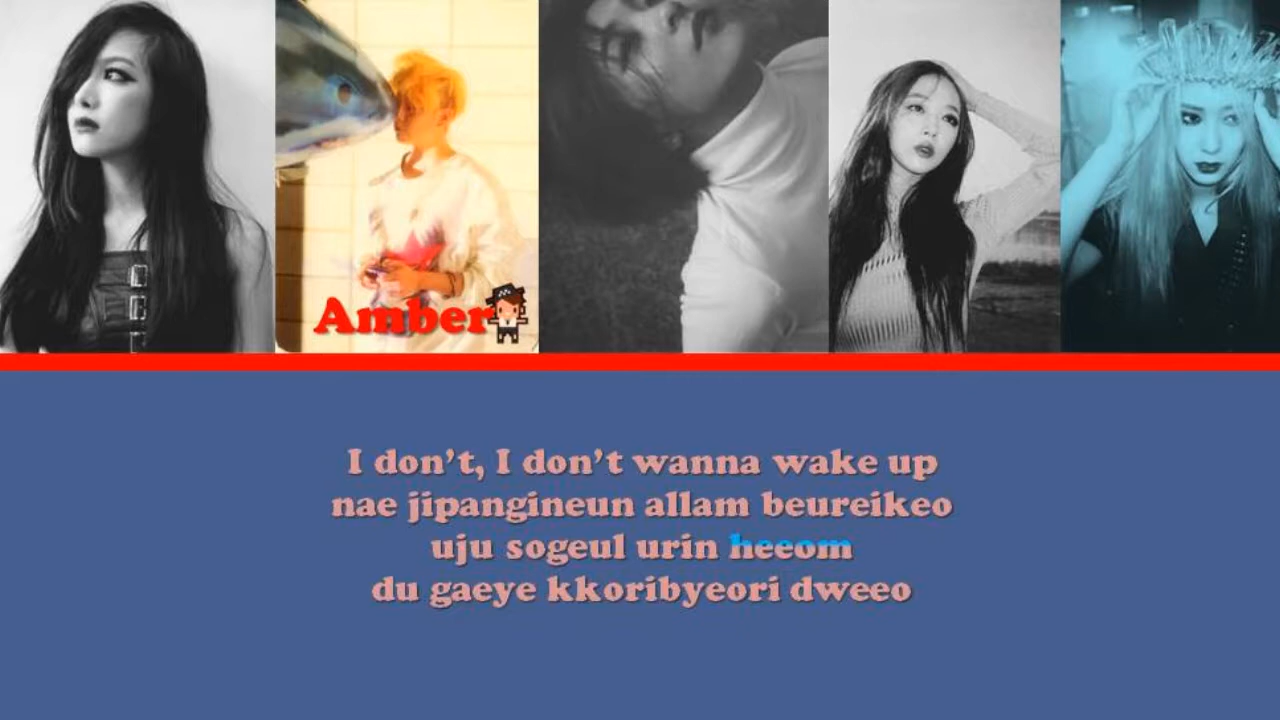 Amber
I don't, I don't wanna wake up
nae jipangineun allam beureikeo
uju sogeul urin heeom
du gaeye kkoribyeori dweeo